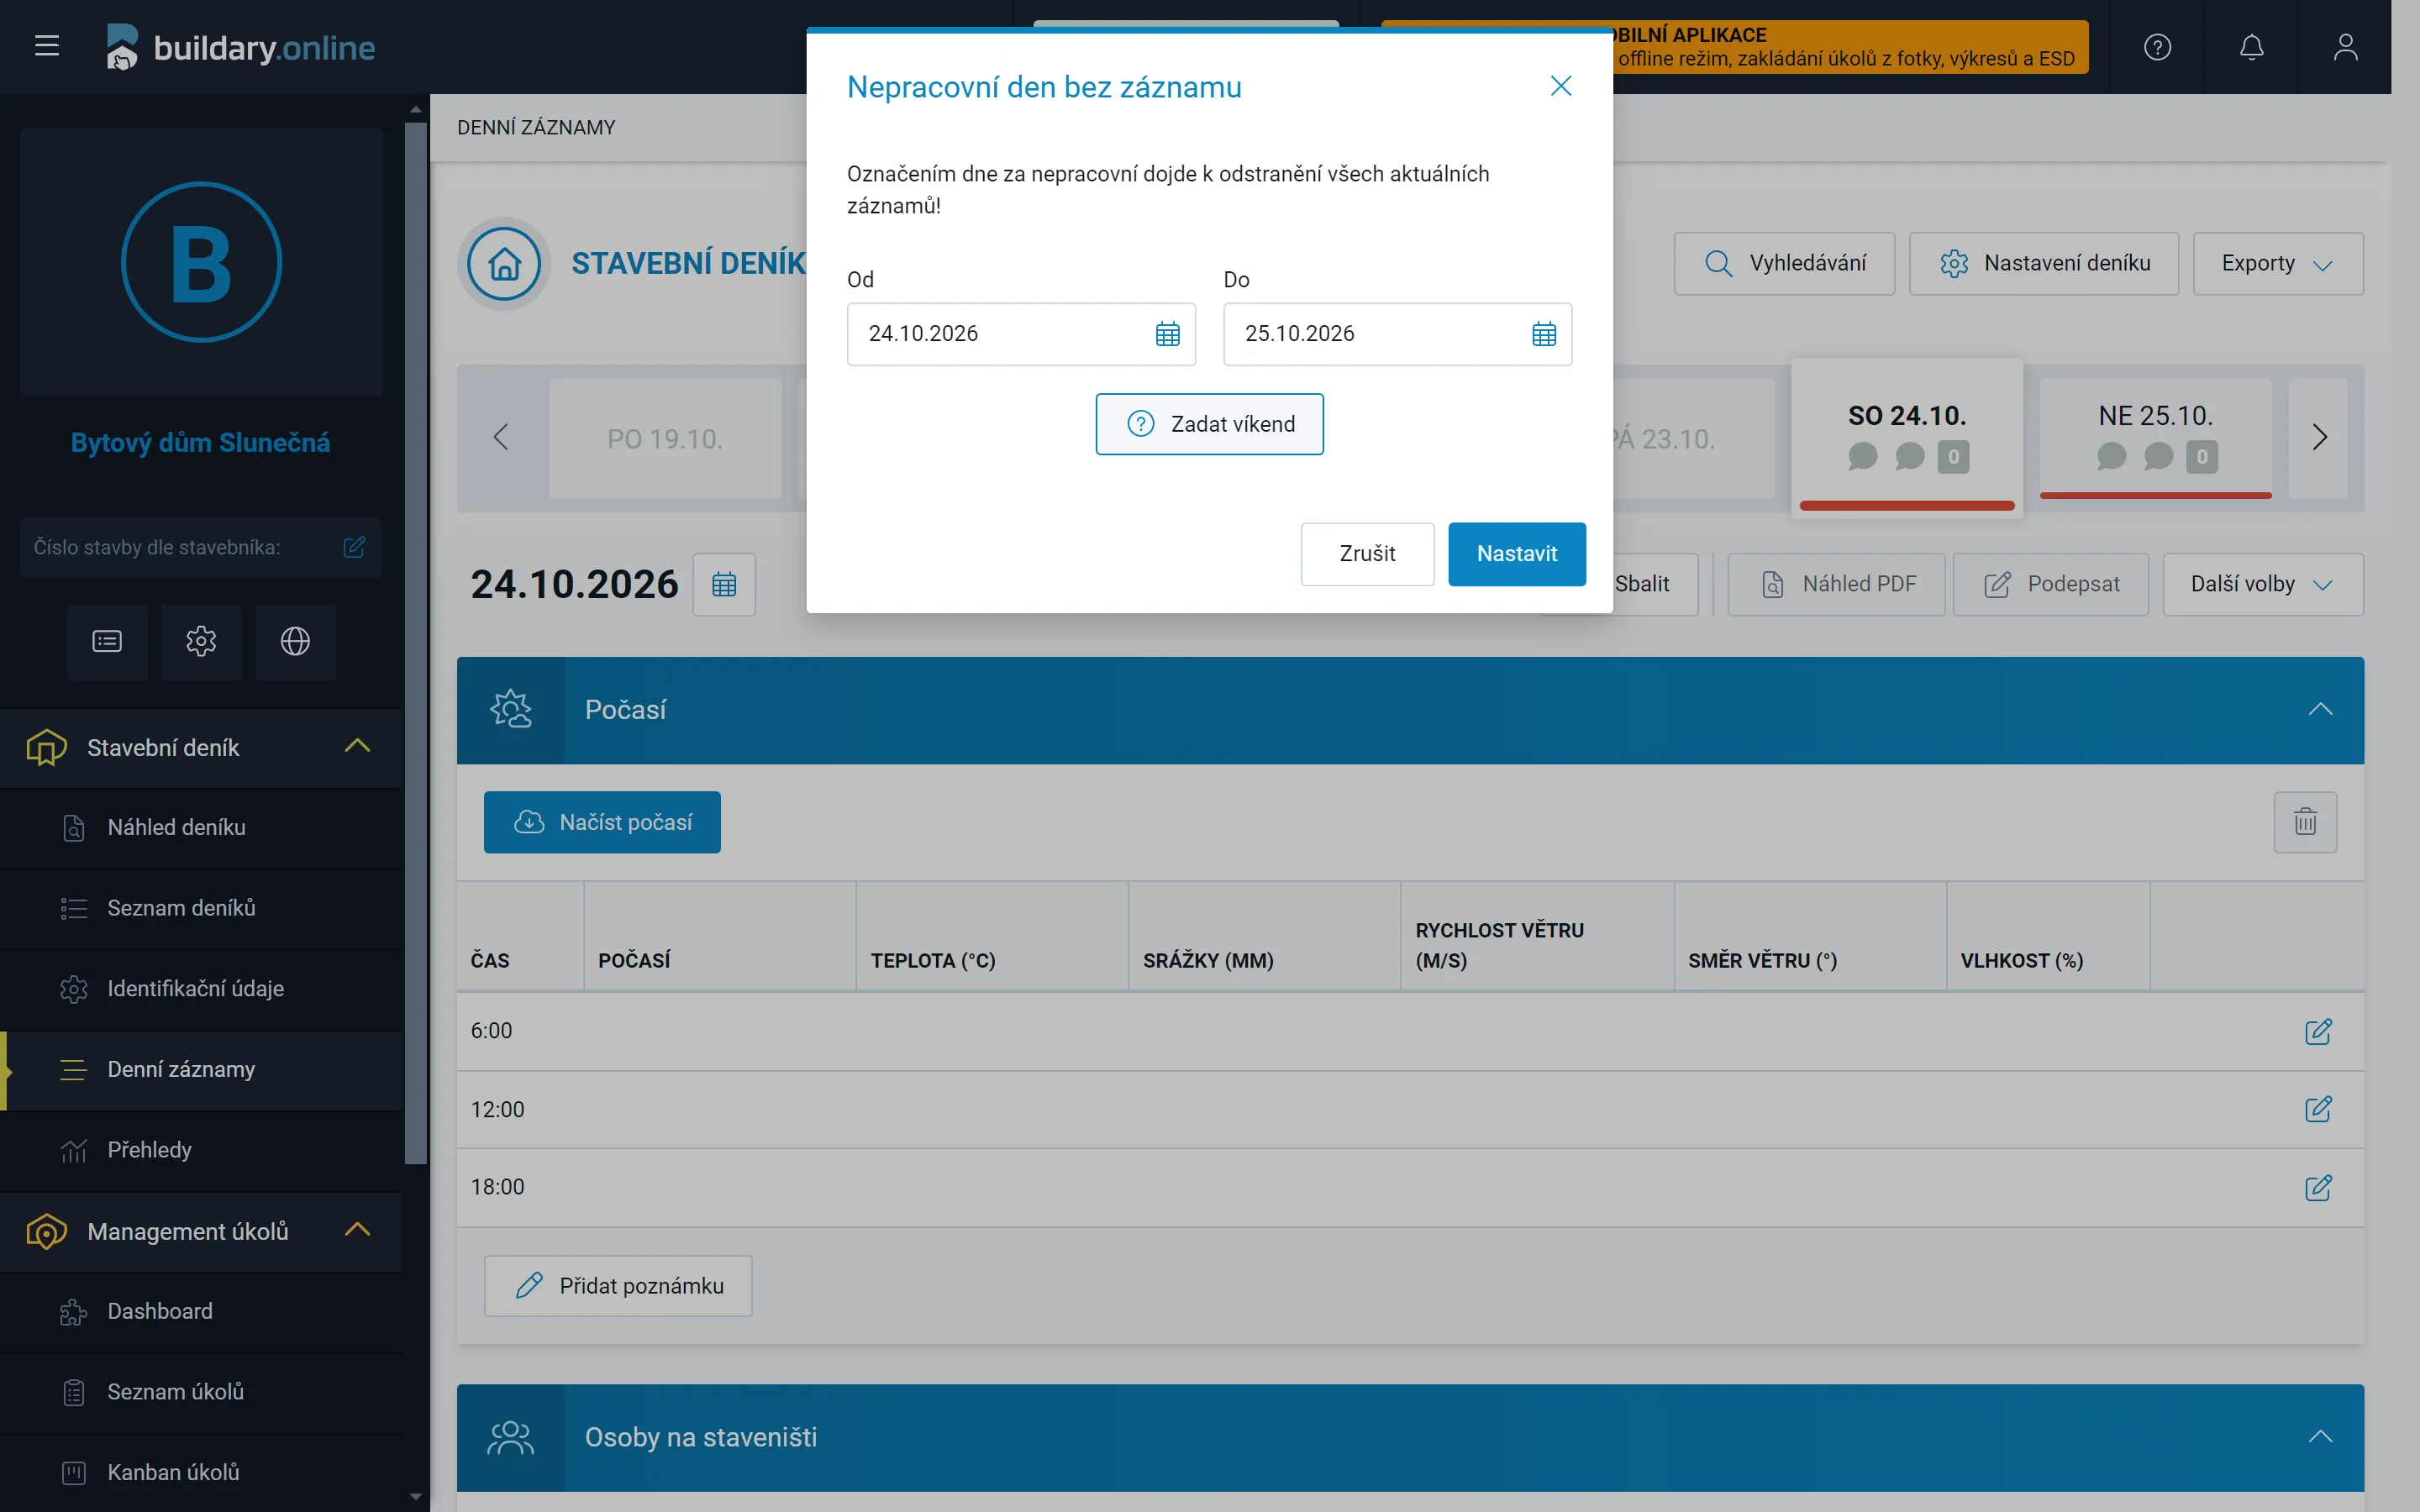 buildary.online
OBILNÍ APLIKACE
offline režim, zakládání úkolů z fotky, výkresů a ESD
B
Bytový dům Slunečná
Číslo stavby dle stavebníka:
Stavební deník
Náhled deníku
Seznam deníků
Identifikační údaje
Denní záznamy
Přehledy
Management úkolů
Dashboard
Seznam úkolů
Kanban úkolů
DENNÍ ZÁZNAMY
STAVEBNÍ DENÍK
Vyhledávání
Nastavení deníku
Exporty
Nepracovní den bez záznamu
Označením dne za nepracovní dojde k odstranění všech aktuálních
záznamů!
Od
Do
24.10.2026
25.10.2026
Zadat víkend
Zrušit
Nastavit
PO 19.10.
PÁ 23.10.
SO 24.10.
0
NE 25.10.
0
24.10.2026
Sbalit
Náhled PDF
Podepsat
Další volby
Počasí
Načíst počasí
ČAS
POČASÍ
TEPLOTA (°C)
SRÁŽKY (MM)
RYCHLOST VĚTRU
(M/S)
SMĚR VĚTRU (°)
VLHKOST (%)
6:00
12:00
18:00
Přidat poznámku
Osoby na staveništi